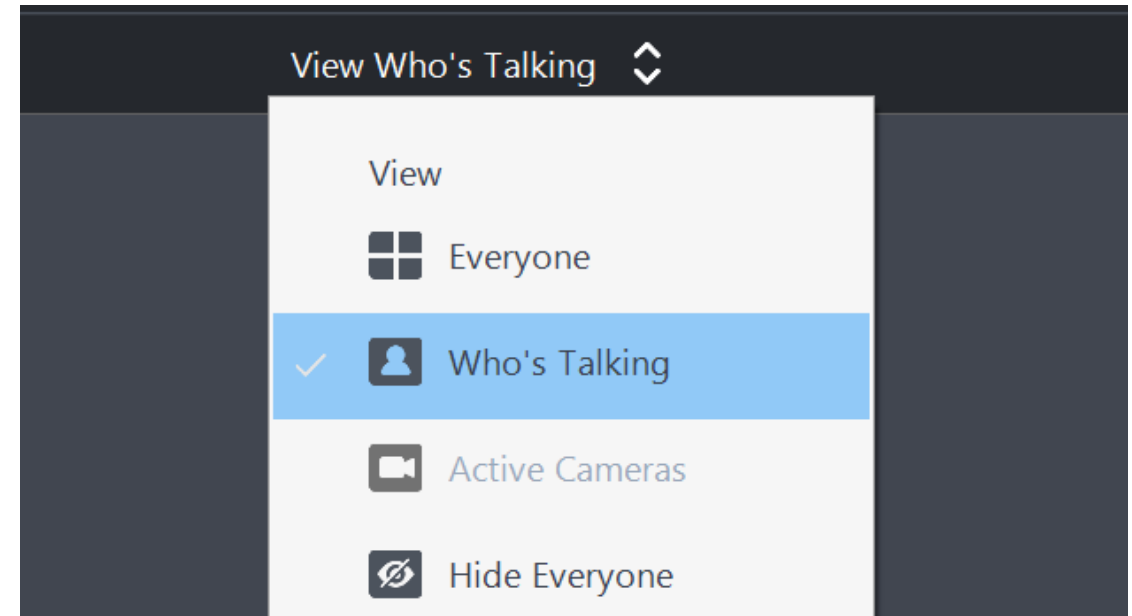 View Who's Talking
View
Everyone
Who's Talking
Active Cameras
Hide Everyone